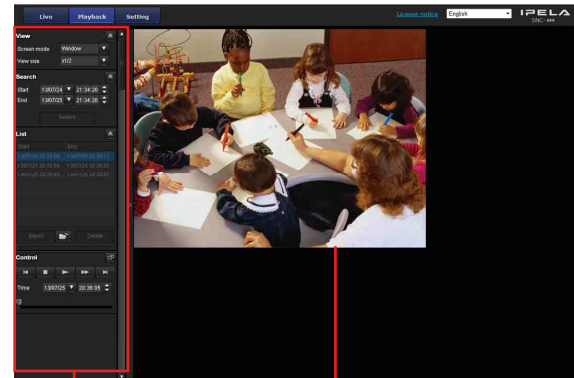 Live Playback Setting License notice English IPELA
SNC-
View
Screen mode Window
View size x1/2
Search
Start 13/07/24 21:34:26
End 13/07/25 21:34:26
Search
List
Start End
Export Delete
Control
Time 13/07/25 20:36:05